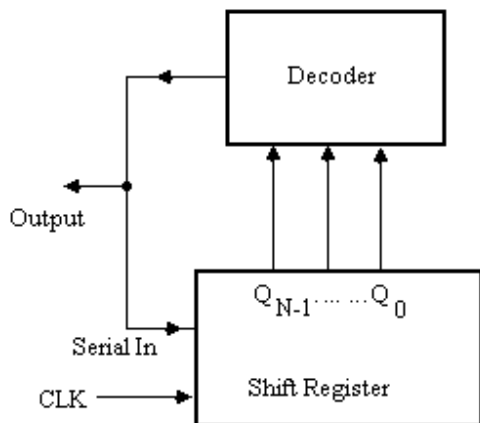 Decoder
Output
Q N-1 ... ... Q 0
Serial In
Shift Register
CLK